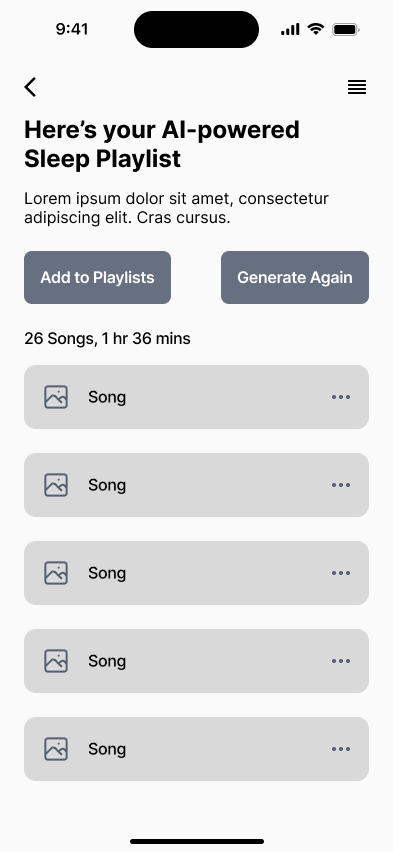 9:41
Here’s your AI-powered
Sleep Playlist
Lorem ipsum dolor sit amet, consectetur
adipiscing elit. Cras cursus.
Add to Playlists
Generate Again
26 Songs, 1 hr 36 mins
Song
Song
Song
Song
Song